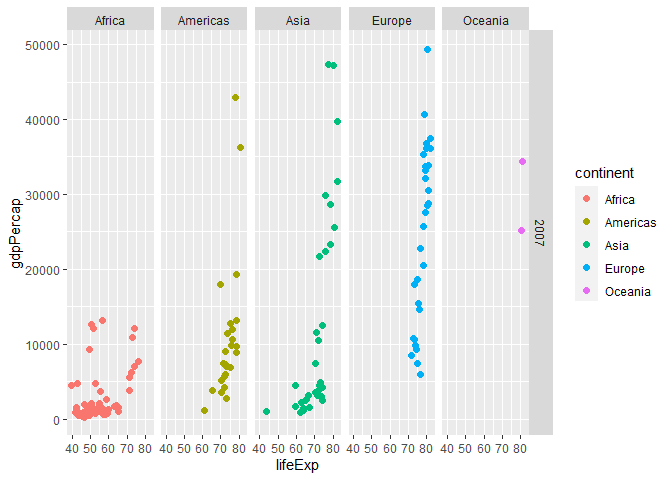 Africa Americas Asia Europe Oceania
50000
40000
30000
20000
10000
0
gdpPercap
40 50 60 70 80 40 50 60 70 80 40 50 60 70 80 40 50 60 70 80 40 50 60 70 80
lifeExp
2007
continent
Africa
Americas
Asia
Europe
Oceania